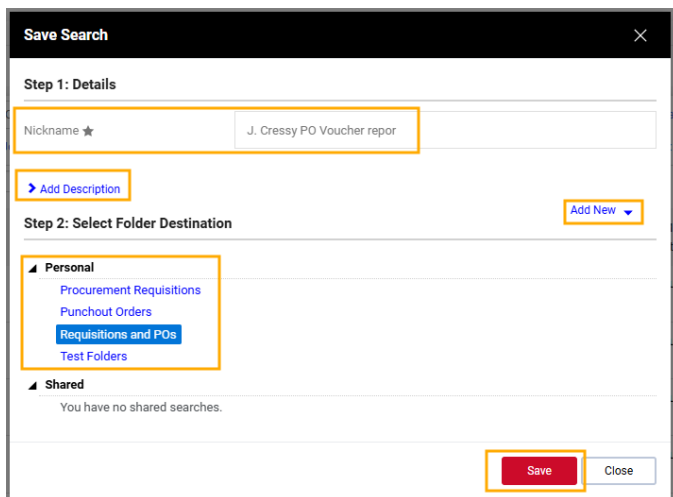 Save Search
Step 1: Details
Nickname ★ J. Cressy PO Voucher repor
Add Description
Add New
Step 2: Select Folder Destination
Personal
Procurement Requisitions
Punchout Orders
Requisitions and POs
Test Folders
Shared
You have no shared searches.
Save Close